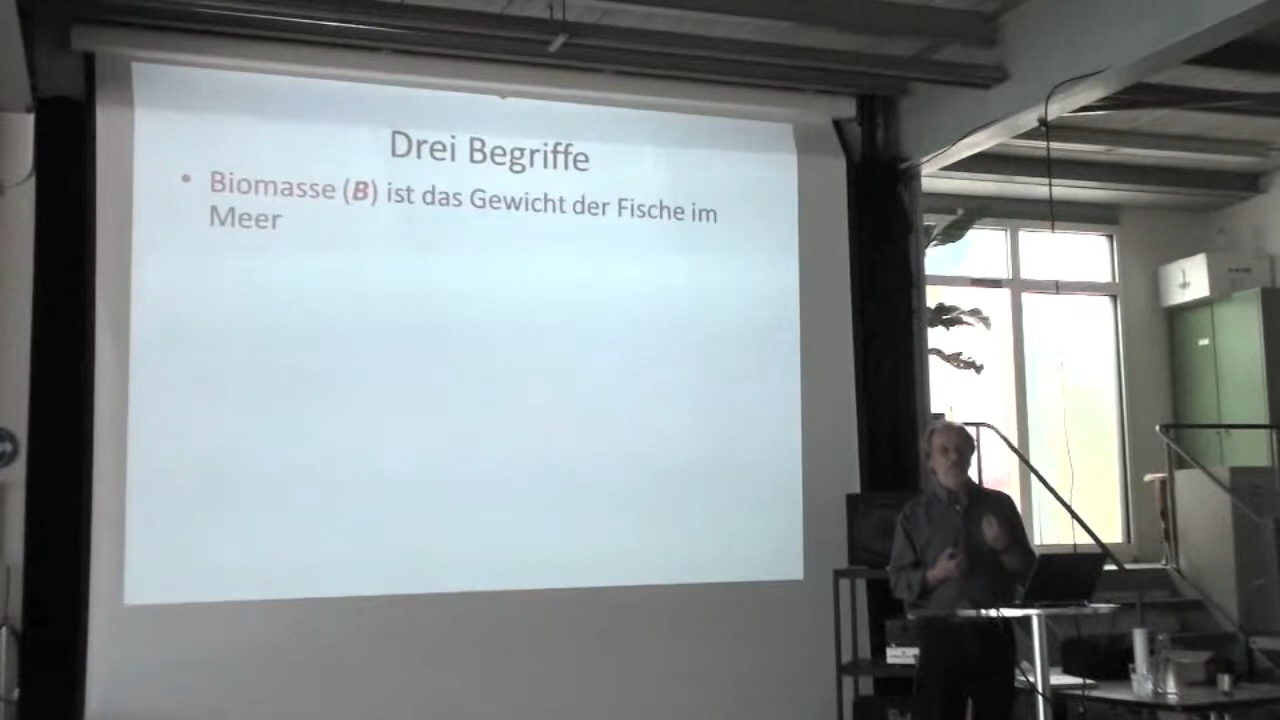 Drei Begriffe
• Biomasse (B) ist das Gewicht der Fische im
Meer